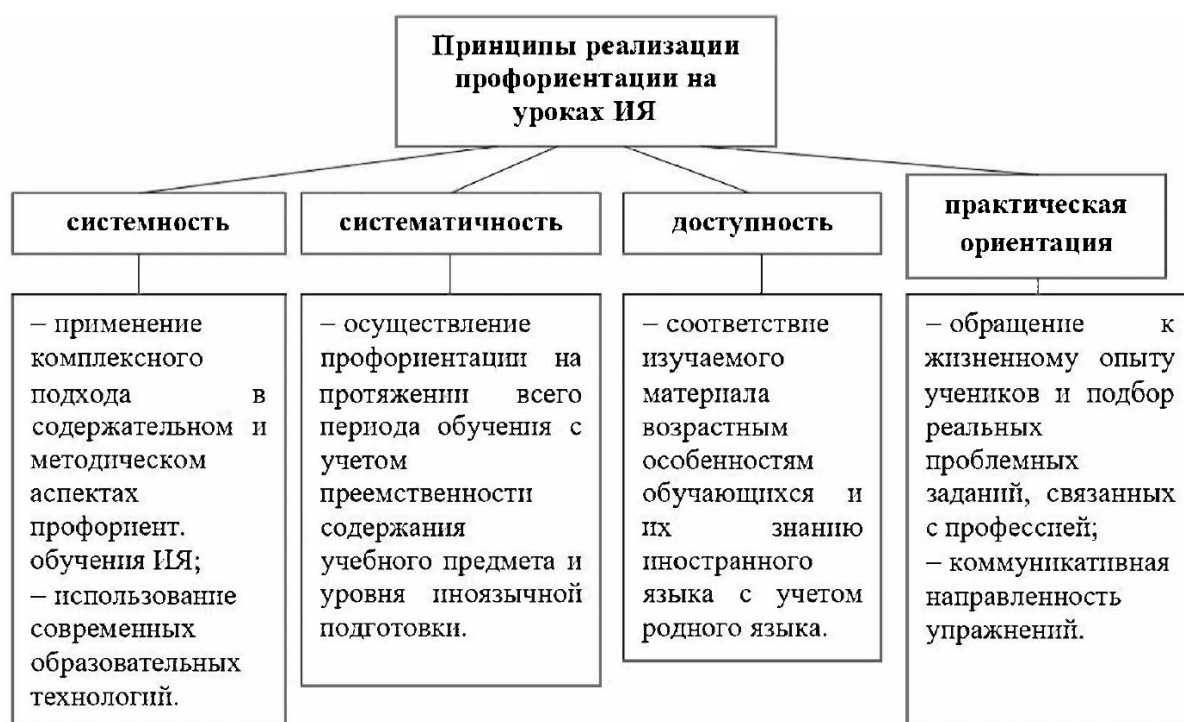 Принципы реализации
профориентации на
уроках ИЯ
системность
систематичность
доступность
практическая
ориентация
– применение
комплексного
подхода в
содержательном и
методическом
аспектах
профориент.
обучения ИЯ;
– использование
современных
образовательных
технологий.
– осуществление
профориентации на
протяжении всего
периода обучения с
учетом
преемственности
содержания
учебного предмета и
уровня иноязычной
подготовки.
– соответствие
изучаемого
материала
возрастным
особенностям
обучающихся и
их знанию
иностранного
языка с учетом
родного языка.
– обращение к
жизненному опыту
учеников и подбор
реальных
проблемных
заданий, связанных
с профессией;
– коммуникативная
направленность
упражнений.